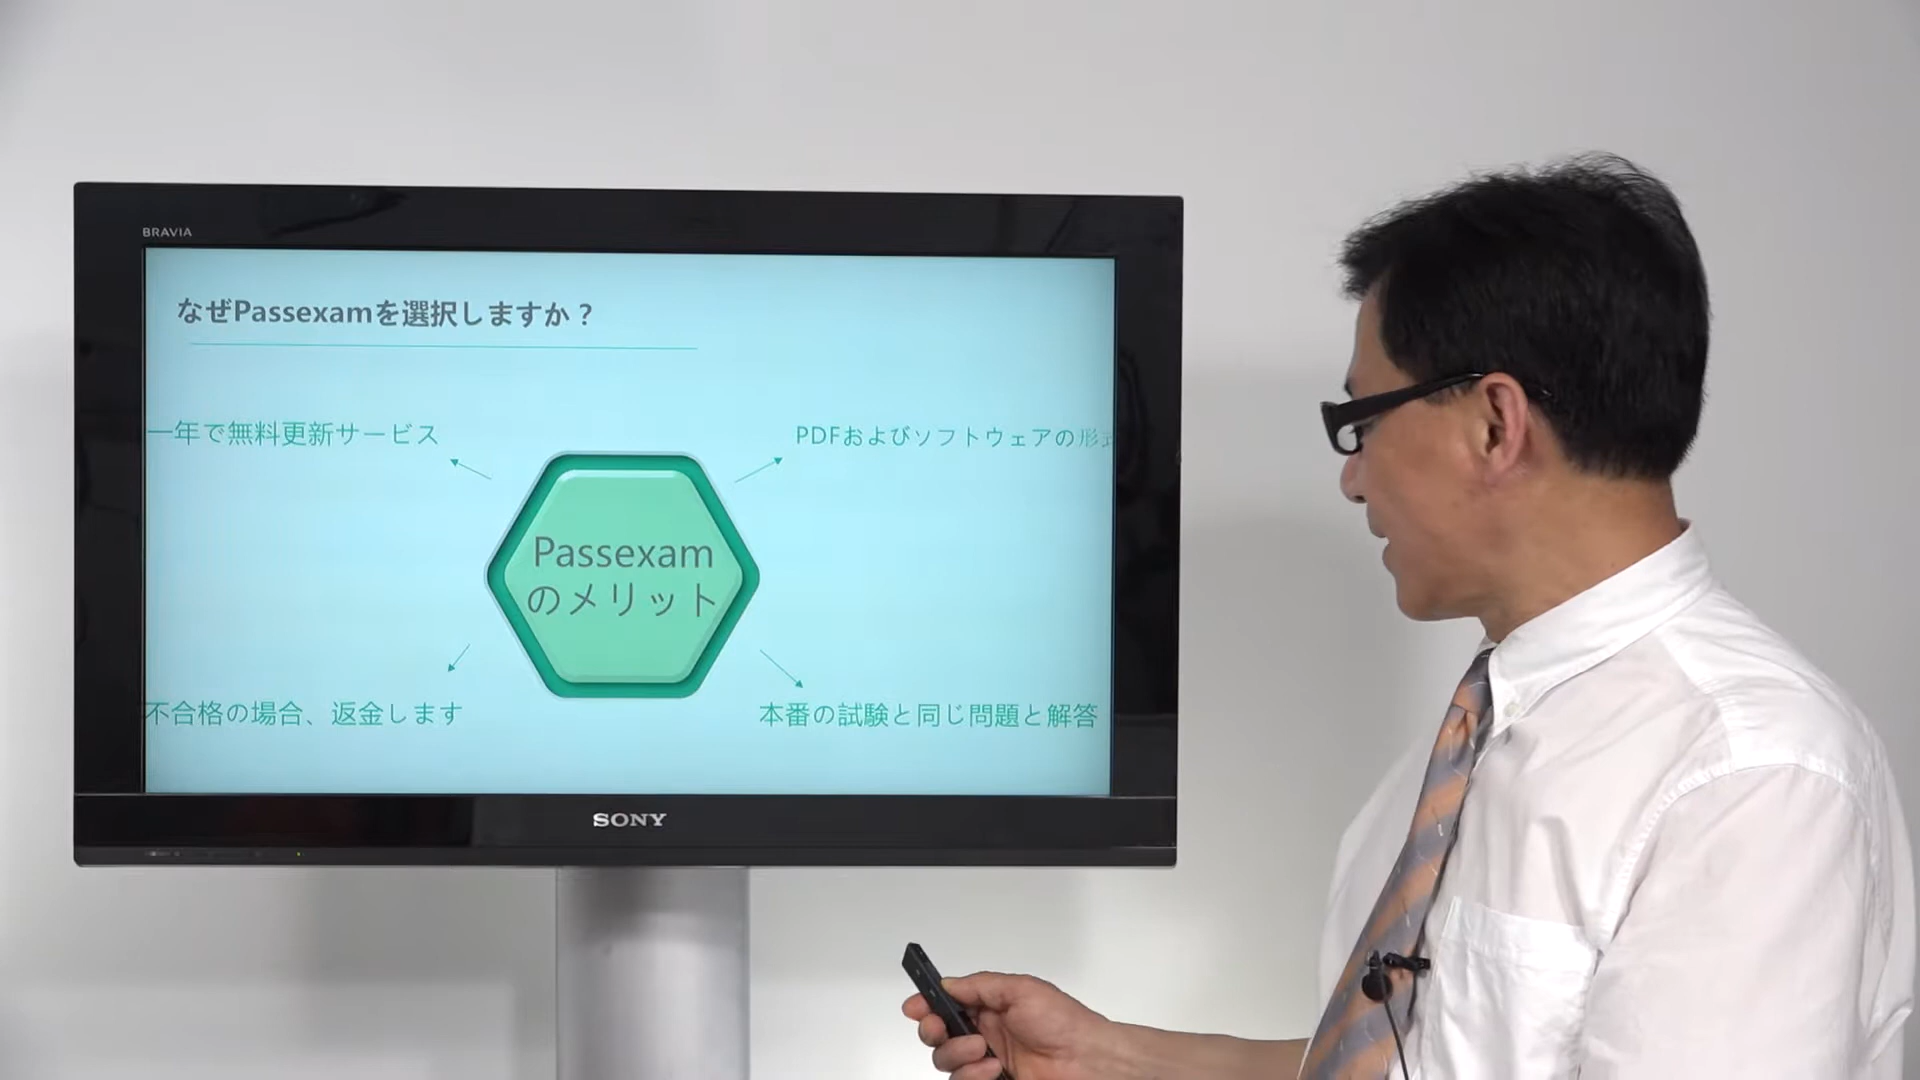 BRAVIA
なぜPassexamを選択しますか？
一年で無料更新サービス
PDFおよびソフトウェアの形式
Passexam
のメリット
不合格の場合、返金します
本番の試験と同じ問題と解答
SONY